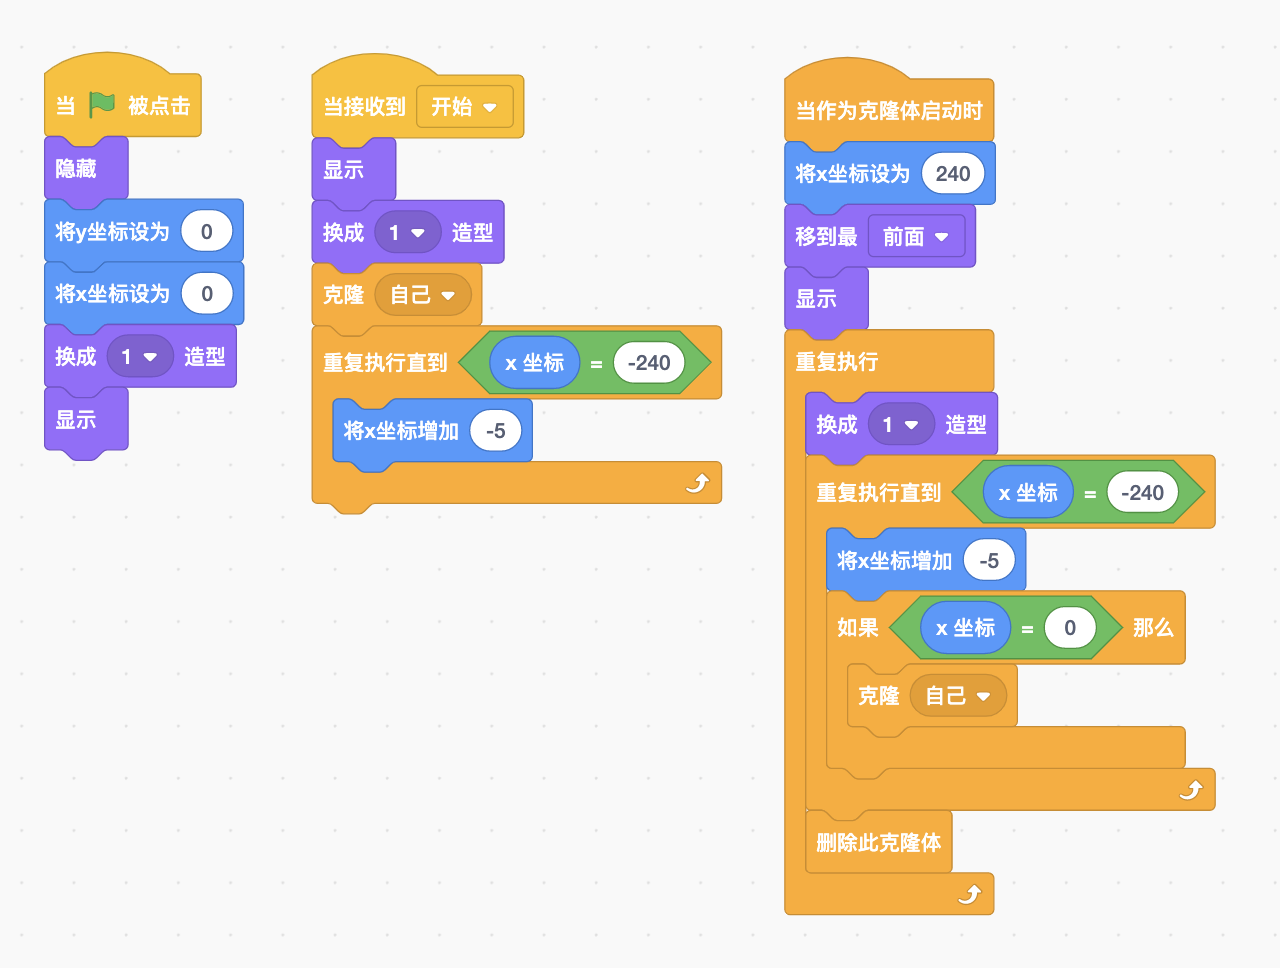 当 被点击
隐藏
将y坐标设为 0
将x坐标设为 0
换成 1 造型
显示
当接收到 开始
显示
换成 1 造型
克隆 自己
重复执行直到 x 坐标 = -240
将x坐标增加 -5
当作为克隆体启动时
将x坐标设为 240
移到最 前面
显示
重复执行
换成 1 造型
重复执行直到 x 坐标 = -240
将x坐标增加 -5
如果 x 坐标 = 0 那么
克隆 自己
删除此克隆体